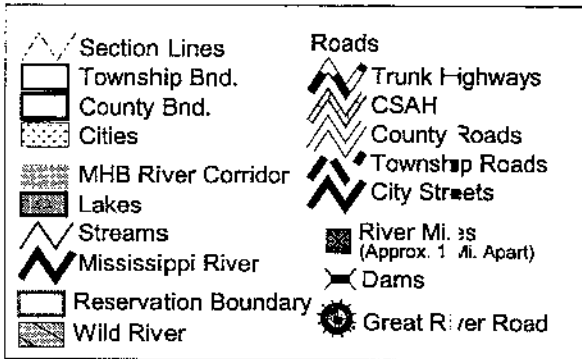 Section Lines
Township Bnd.
County Bnd.
Cities
MHB River Corridor
Lakes
Streams
Mississippi River
Reservation Boundary
Wild River
Roads
Trunk Highways
CSAH
County Roads
Township Roads
City Streets
River Miles
(Approx. 1 Mi. Apart)
Dams
Great River Road